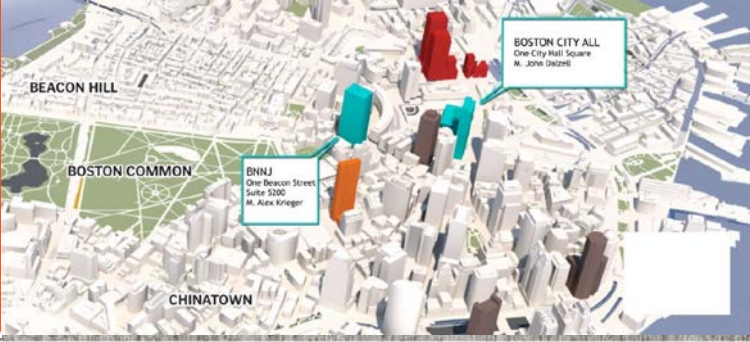 BOSTON CITY ALL
One City Hall Square
M. John Dalzell
BEACON HILL
BOSTON COMMON
BNNJ
One Beacon Street
Suite 5200
M. Alex Krieger
CHINATOWN